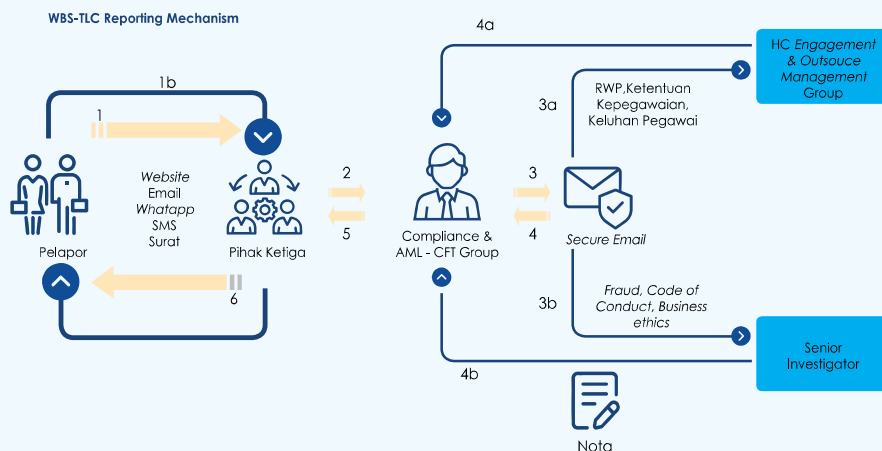 WBS-TLC Reporting Mechanism
1b
1
Website
Email
Whatapp
SMS
Surat
Pelapor
Pihak Ketiga
6
2
5
Compliance &
AML - CFT Group
3
4
Secure Email
4a
3a
RWP,Ketentuan
Kepegawaian,
Keluhan Pegawai
HC Engagement
& Outsouce
Management
Group
3b
Fraud, Code of
Conduct, Business
ethics
Senior
Investigator
4b
Nota